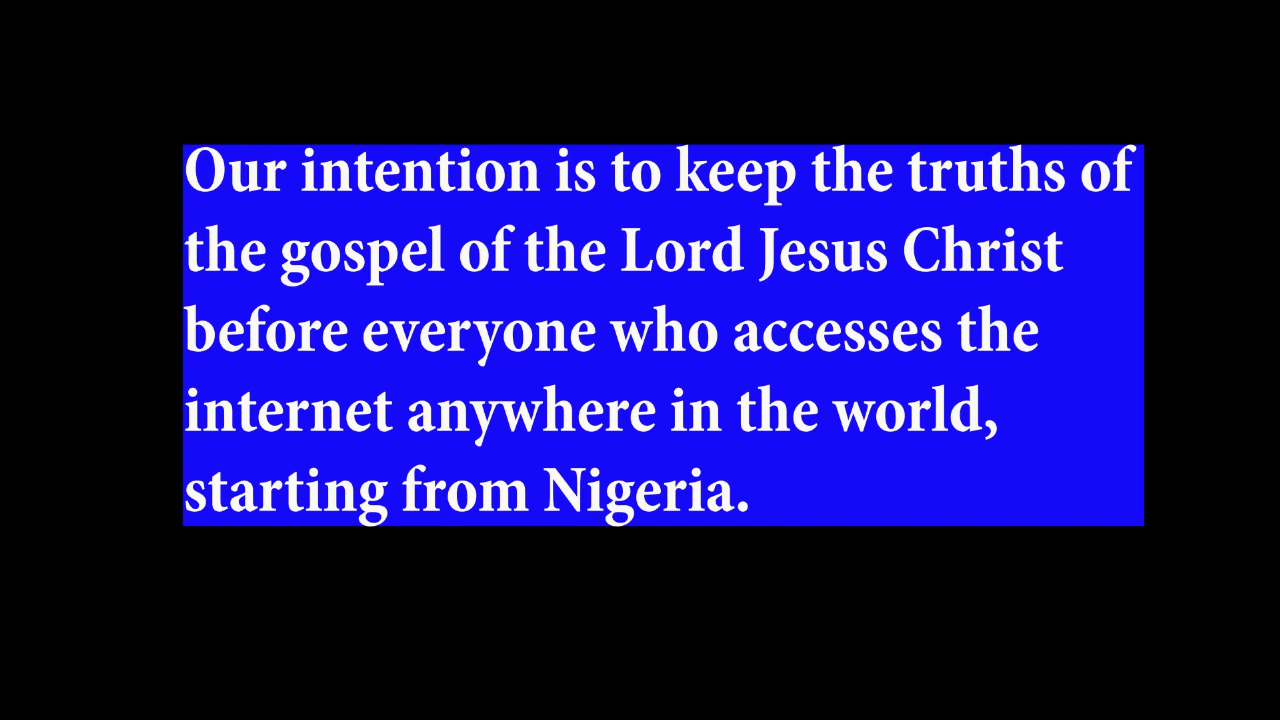 Our intention is to keep the truths of
the gospel of the Lord Jesus Christ
before everyone who accesses the
internet anywhere in the world,
starting from Nigeria.